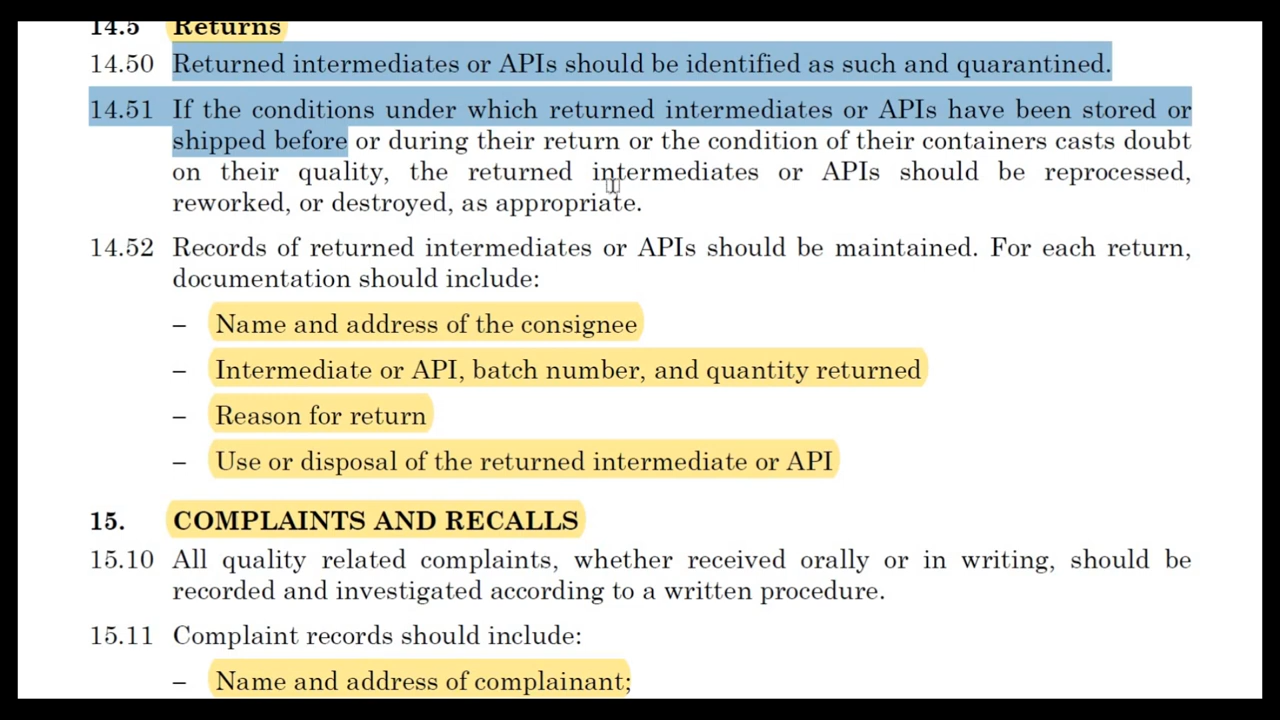 14.5 Returns
14.50 Returned intermediates or APIs should be identified as such and quarantined.
14.51 If the conditions under which returned intermediates or APIs have been stored or
shipped before or during their return or the condition of their containers casts doubt
on their quality, the returned intermediates or APIs should be reprocessed,
reworked, or destroyed, as appropriate.
14.52 Records of returned intermediates or APIs should be maintained. For each return,
documentation should include:
– Name and address of the consignee
– Intermediate or API, batch number, and quantity returned
– Reason for return
– Use or disposal of the returned intermediate or API
15. COMPLAINTS AND RECALLS
15.10 All quality related complaints, whether received orally or in writing, should be
recorded and investigated according to a written procedure.
15.11 Complaint records should include:
– Name and address of complainant;